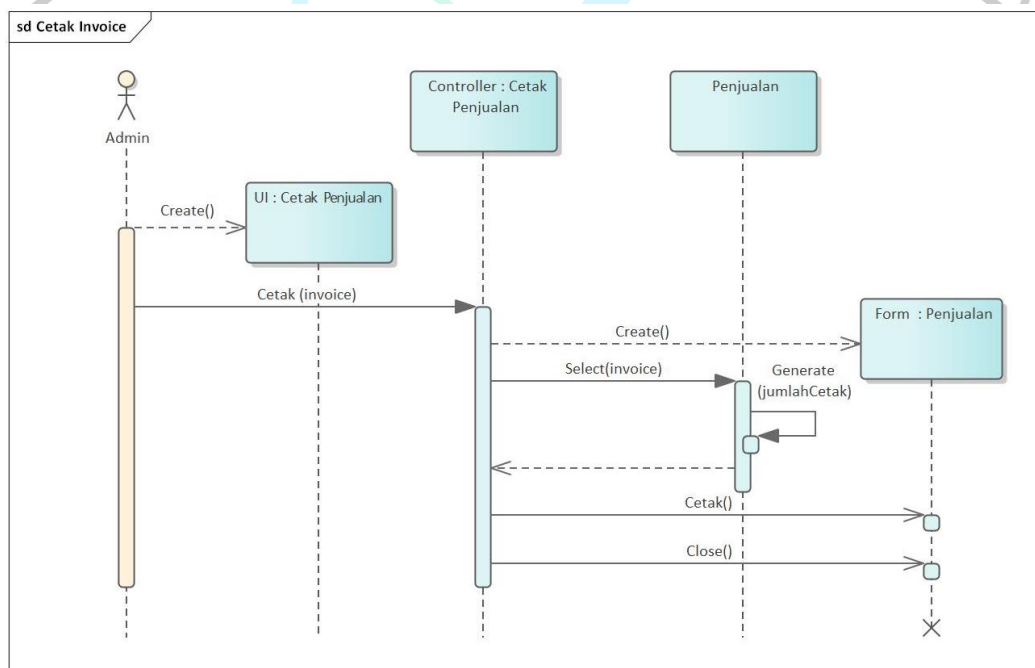 sd Cetak Invoice
Admin
Controller : Cetak
Penjualan
Penjualan
UI : Cetak Penjualan
Create()
Cetak (invoice)
Form : Penjualan
Create()
Select(invoice)
Generate
(jumlahCetak)
Cetak()
Close()